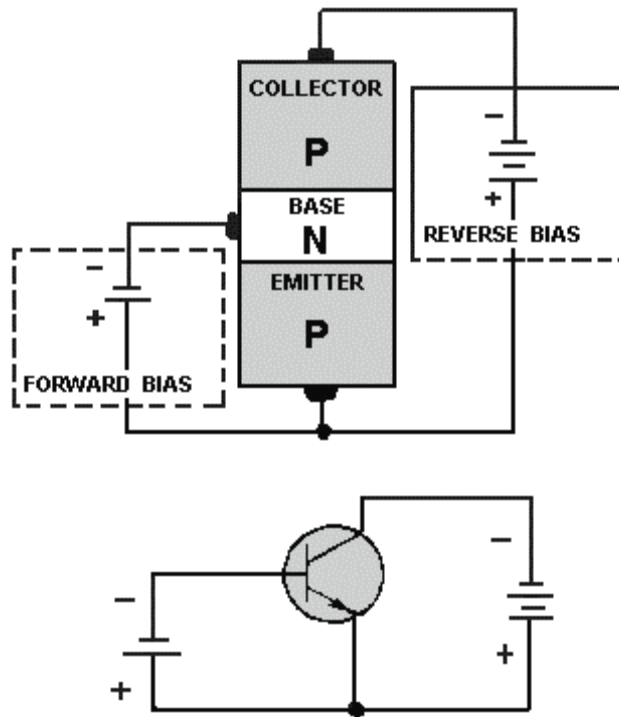 COLLECTOR
P
BASE
N
EMITTER
P
-
+
FORWARD BIAS
-
+
REVERSE BIAS
-
+
-
+